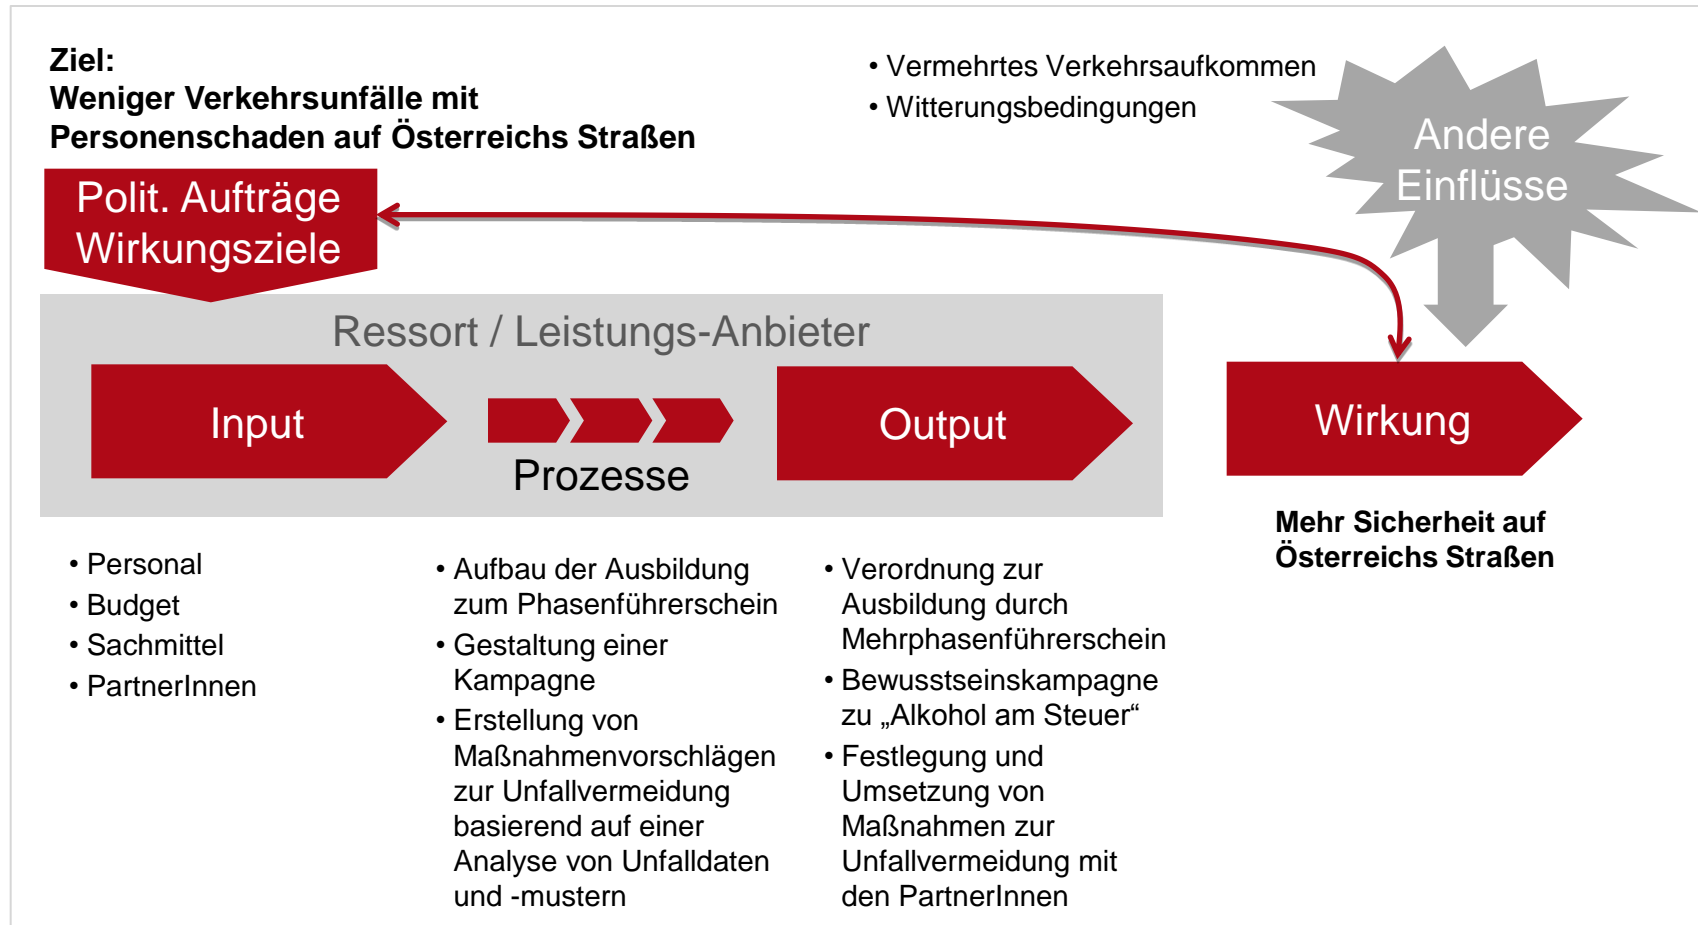 Ziel:
Weniger Verkehrsunfälle mit
Personenschaden auf Österreichs Straßen
• Vermehrtes Verkehrsaufkommen
• Witterungsbedingungen
Andere
Einflüsse
Polit. Aufträge
Wirkungsziele
Ressort / Leistungs-Anbieter
Input
Prozesse
Output
Wirkung
Mehr Sicherheit auf
Österreichs Straßen
• Personal
• Budget
• Sachmittel
• PartnerInnen
• Aufbau der Ausbildung
zum Phasenführerschein
• Gestaltung einer
Kampagne
• Erstellung von
Maßnahmenvorschlägen
zur Unfallvermeidung
basierend auf einer
Analyse von Unfalldaten
und -mustern
• Verordnung zur
Ausbildung durch
Mehrphasenführerschein
• Bewusstseinskampagne
zu „Alkohol am Steuer“
• Festlegung und
Umsetzung von
Maßnahmen zur
Unfallvermeidung mit
den PartnerInnen